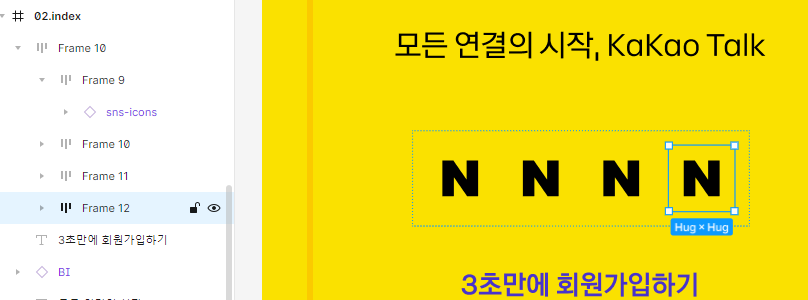 02.index
Frame 10
Frame 9
sns-icons
Frame 10
Frame 11
Frame 12
3초만에 회원가입하기
BI
모든 연결의 시작, KaKao Talk
N N N N
Hug × Hug
3초만에 회원가입하기